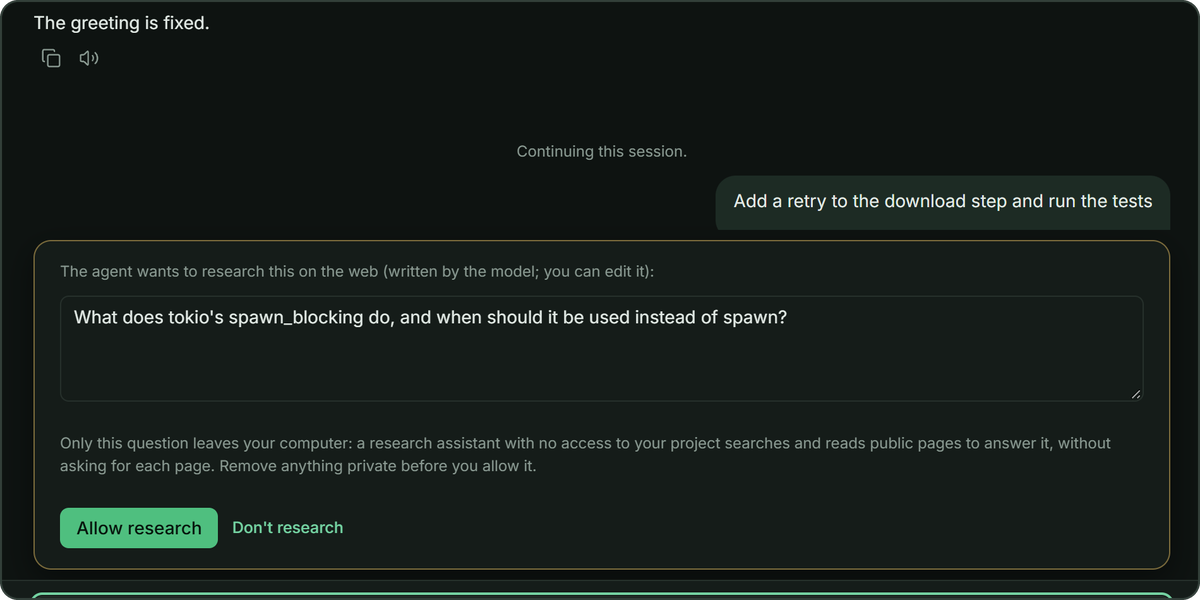 The greeting is fixed.
Continuing this session.
Add a retry to the download step and run the tests
The agent wants to research this on the web (written by the model; you can edit it):
What does tokio's spawn_blocking do, and when should it be used instead of spawn?
Only this question leaves your computer: a research assistant with no access to your project searches and reads public pages to answer it, without
asking for each page. Remove anything private before you allow it.
Allow research
Don't research